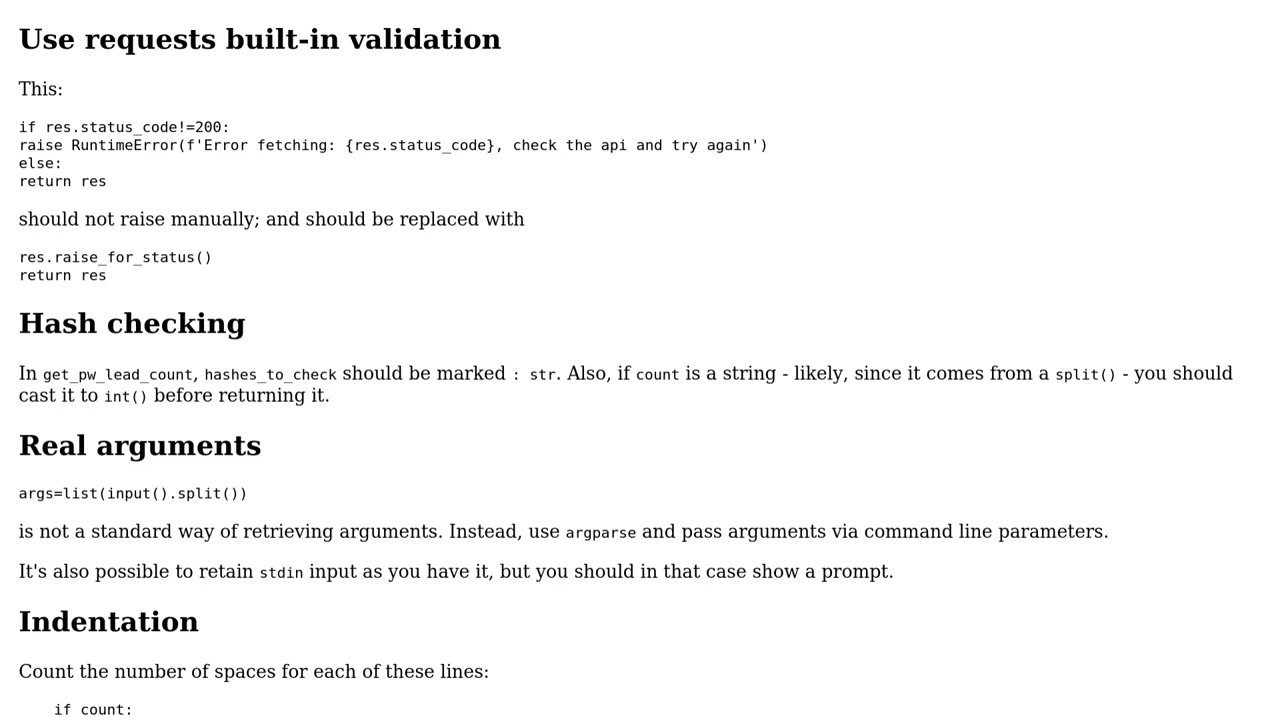 Use requests built-in validation
This:
if res.status_code!=200:
raise RuntimeError(f'Error fetching: {res.status_code}, check the api and try again')
else:
return res
should not raise manually; and should be replaced with
res.raise_for_status()
return res
Hash checking
In get_pw_lead_count, hashes_to_check should be marked : str. Also, if count is a string - likely, since it comes from a split() - you should
cast it to int() before returning it.
Real arguments
args=list(input().split())
is not a standard way of retrieving arguments. Instead, use argparse and pass arguments via command line parameters.
It's also possible to retain stdin input as you have it, but you should in that case show a prompt.
Indentation
Count the number of spaces for each of these lines:
    if count: